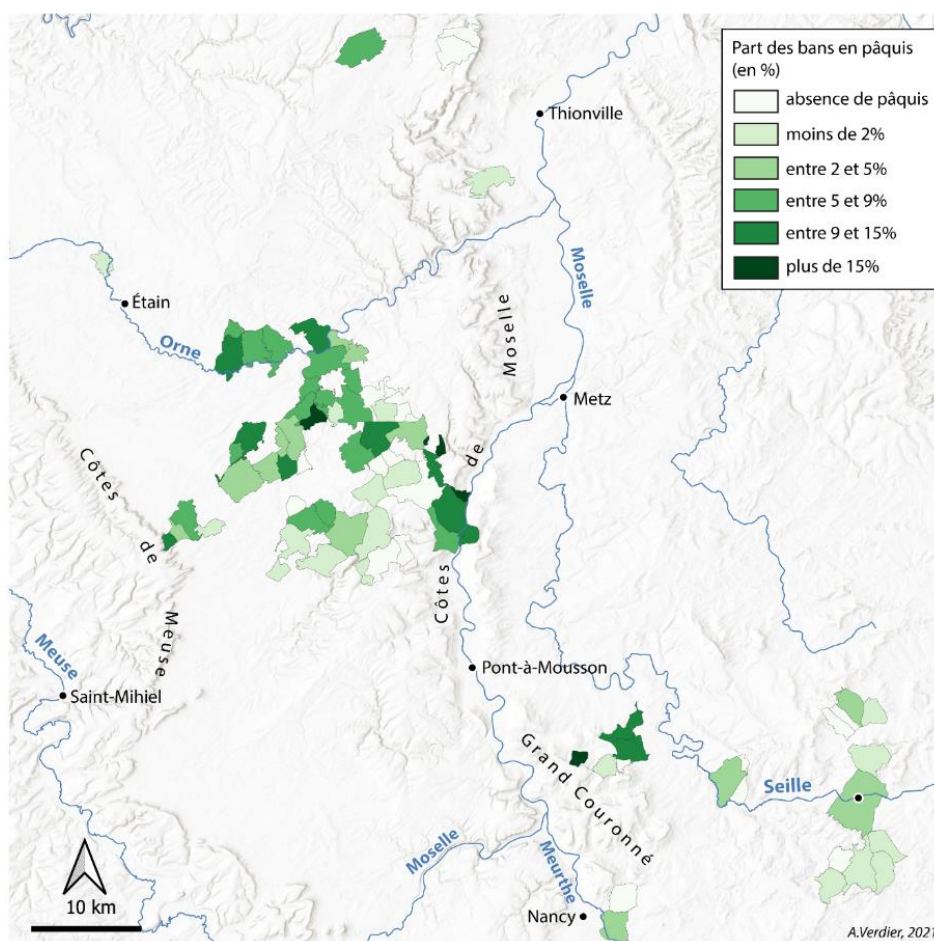 Part des bans en pâquis
(en %)
absence de pâquis
moins de 2%
entre 2 et 5%
entre 5 et 9%
entre 9 et 15%
plus de 15%
Thionville
Moselle
Étain
Orne
Côtes de Moselle
Metz
Côtes de Meuse
Meuse
Saint-Mihiel
Pont-à-Mousson
Grand Couronné
Seille
Moselle
Meurthe
Nancy
10 km
A.Verdier, 2021